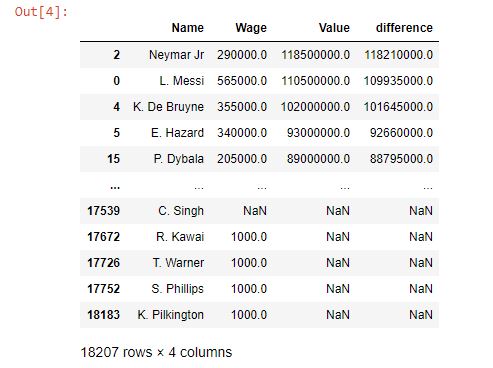 Out[4]:
Name Wage Value difference
2 Neymar Jr 290000.0 118500000.0 118210000.0
0 L. Messi 565000.0 110500000.0 109935000.0
4 K. De Bruyne 355000.0 102000000.0 101645000.0
5 E. Hazard 340000.0 93000000.0 92660000.0
15 P. Dybala 205000.0 89000000.0 88795000.0
... ... ... ... ...
17539 C. Singh NaN NaN NaN
17672 R. Kawai 1000.0 NaN NaN
17726 T. Warner 1000.0 NaN NaN
17752 S. Phillips 1000.0 NaN NaN
18183 K. Pilkington 1000.0 NaN NaN
18207 rows × 4 columns